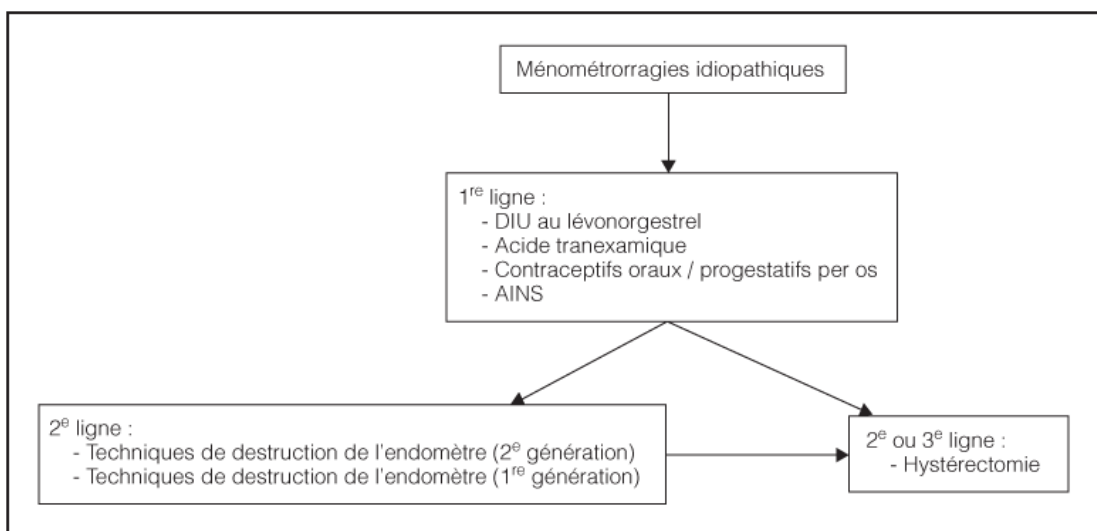 Ménométrorragies idiopathiques
1re ligne :
- DIU au lévonorgestrel
- Acide tranexamique
- Contraceptifs oraux / progestatifs per os
- AINS
2e ligne :
- Techniques de destruction de l'endomètre (2e génération)
- Techniques de destruction de l'endomètre (1re génération)
2e ou 3e ligne :
- Hystérectomie